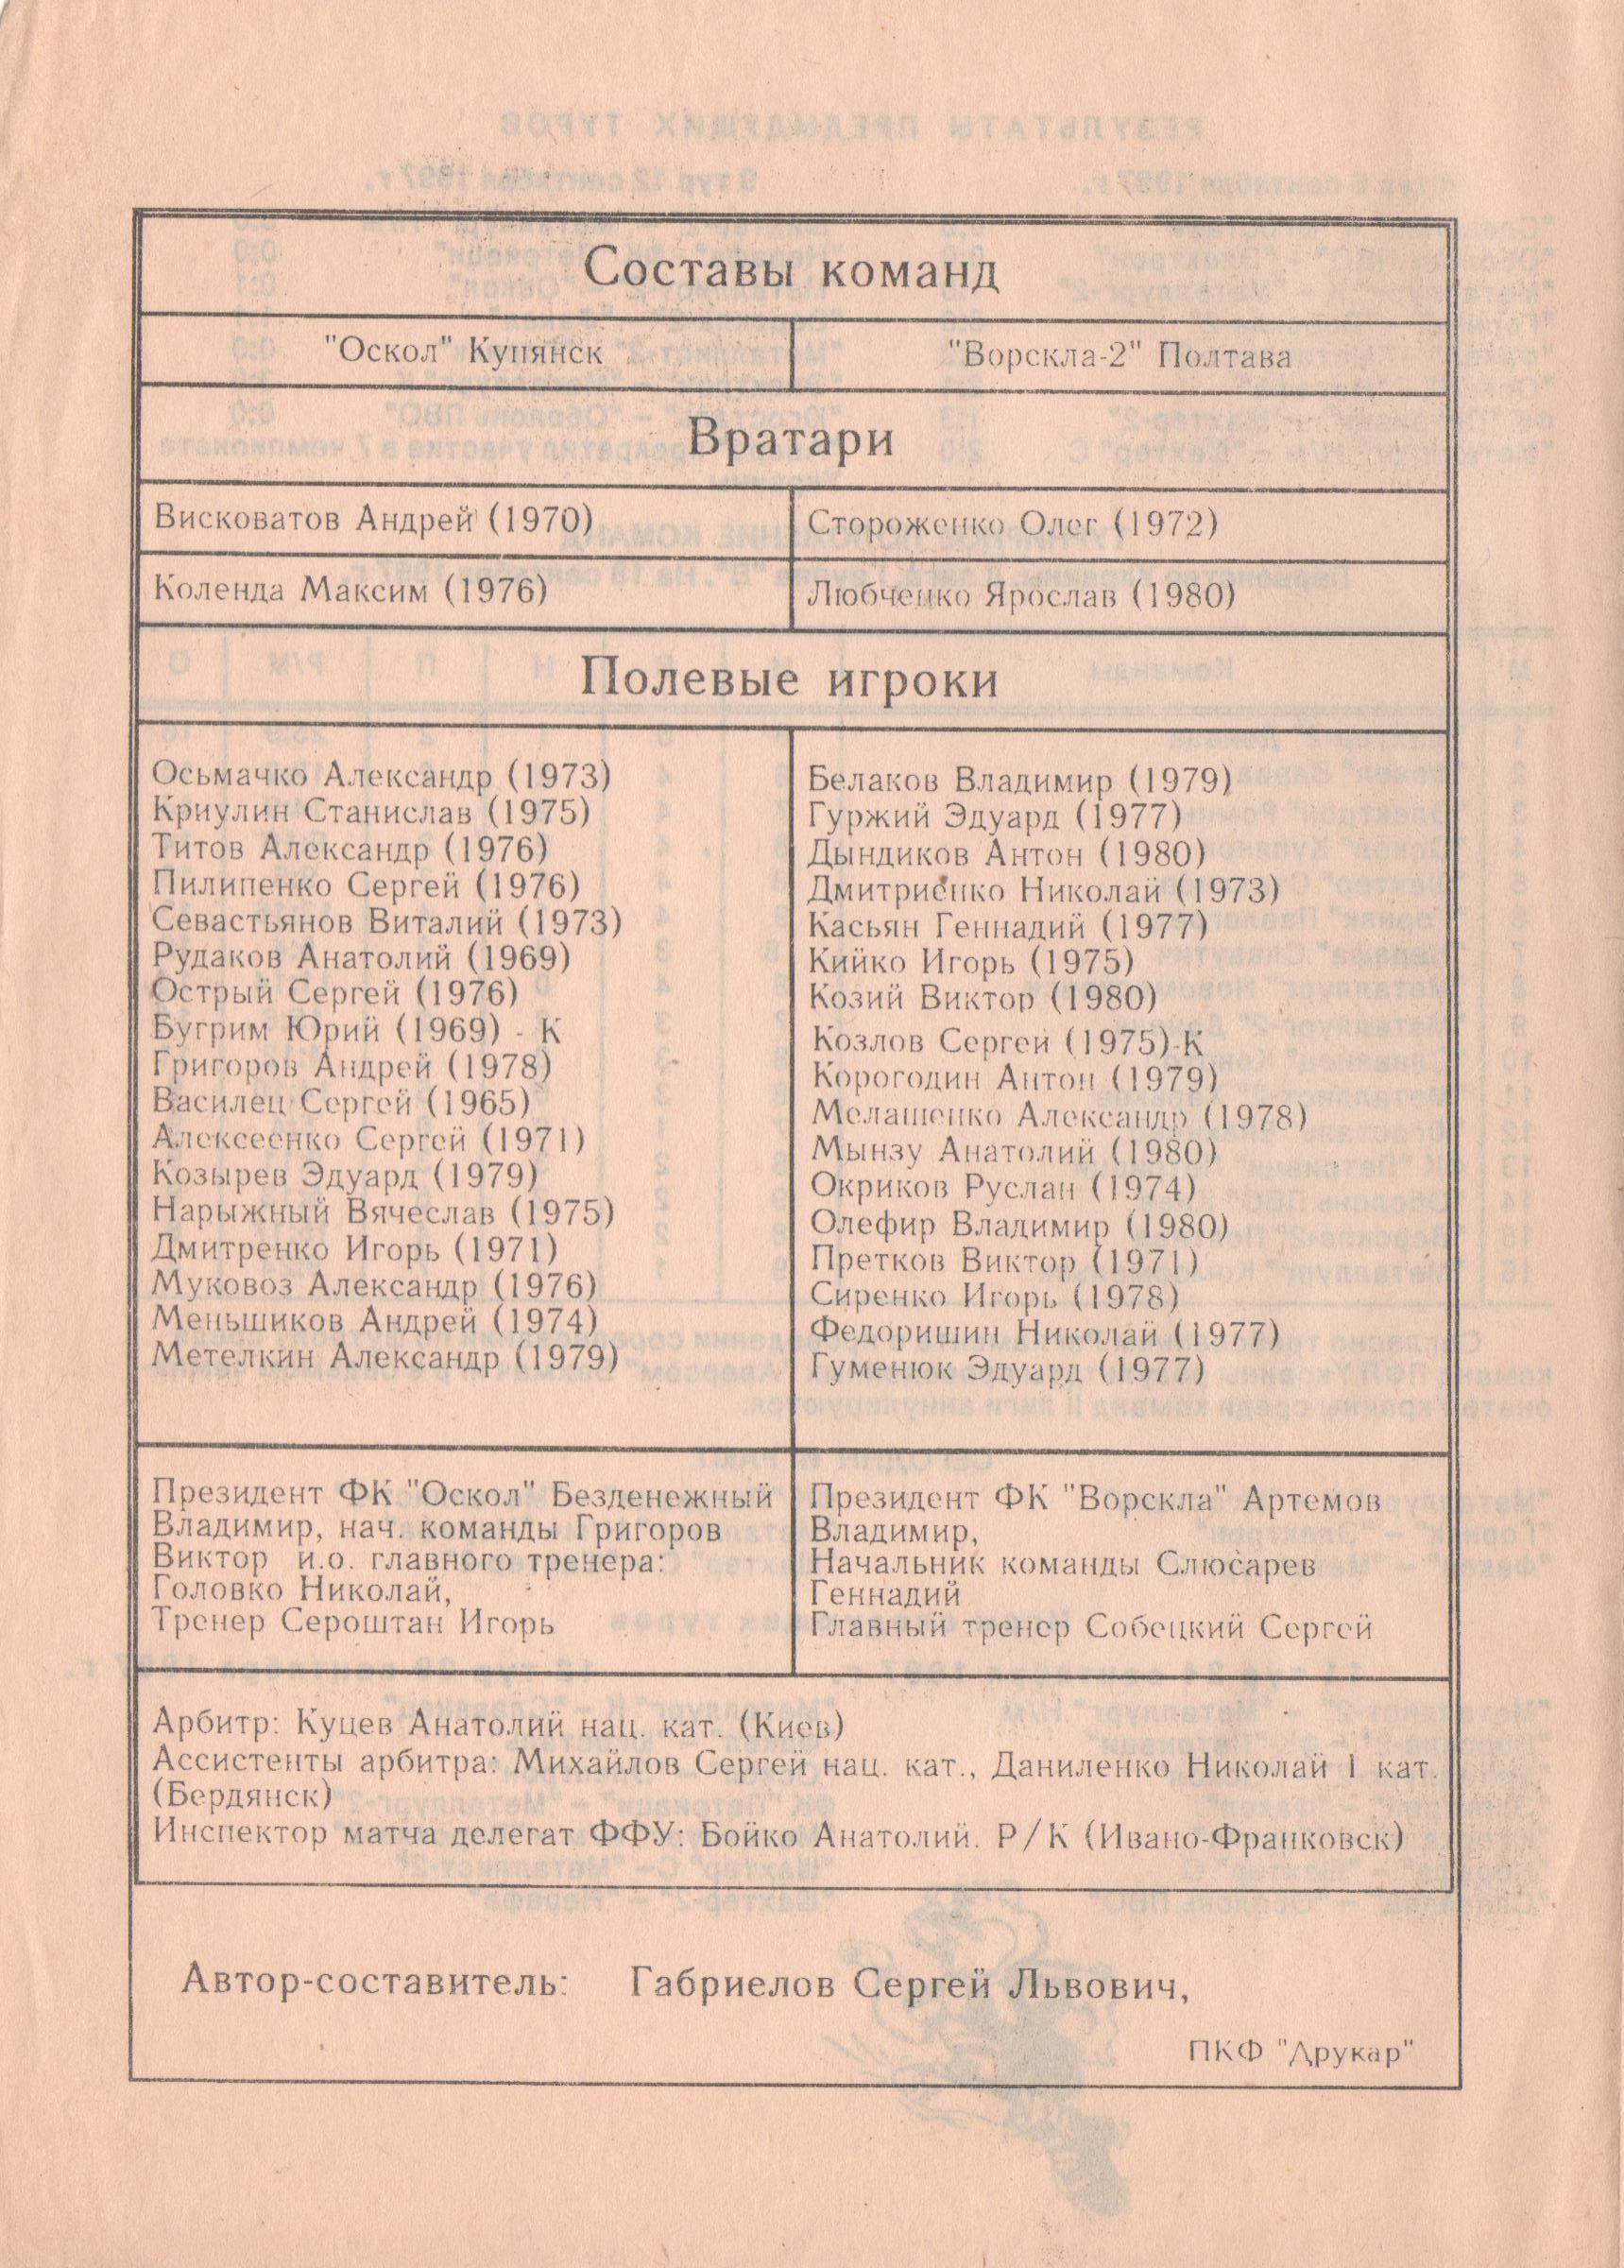 Составы команд
"Оскол" Купянск
"Ворскла-2" Полтава
Вратари
Висковатов Андрей (1970)
Стороженко Олег (1972)
Коленда Максим (1976)
Любченко Ярослав (1980)
Полевые игроки
Осьмачко Александр (1973)
Криулин Станислав (1975)
Титов Александр (1976)
Пилипенко Сергей (1976)
Севастьянов Виталий (1973)
Рудаков Анатолий (1969)
Острый Сергей (1976)
Бугрим Юрий (1969) - К
Григоров Андрей (1978)
Василец Сергей (1965)
Алексеенко Сергей (1971)
Козырев Эдуард (1979)
Нарыжный Вячеслав (1975)
Дмитренко Игорь (1971)
Муковоз Александр (1976)
Меньшиков Андрей (1974)
Метелкин Александр (1979)
Белаков Владимир (1979)
Гуржий Эдуард (1977)
Дындиков Антон (1980)
Дмитриенко Николай (1973)
Касьян Геннадий (1977)
Кийко Игорь (1975)
Козий Виктор (1980)
Козлов Сергей (1975)-К
Корогодин Антон (1979)
Мелашенко Александр (1978)
Мынзу Анатолий (1980)
Окриков Руслан (1974)
Олефир Владимир (1980)
Претков Виктор (1971)
Сиренко Игорь (1978)
Федоришин Николай (1977)
Гуменюк Эдуард (1977)
Президент ФК "Оскол" Безденежный
Владимир, нач. команды Григоров
Виктор и.о. главного тренера:
Головко Николай,
Тренер Сероштан Игорь
Президент ФК "Ворскла" Артемов
Владимир,
Начальник команды Слюсарев
Геннадий
Главный тренер Собецкий Сергей
Арбитр: Куцев Анатолий нац. кат. (Киев)
Ассистенты арбитра: Михайлов Сергей нац. кат., Даниленко Николай 1 кат.
(Бердянск)
Инспектор матча делегат ФФУ: Бойко Анатолий. Р/К (Ивано-Франковск)
Автор-составитель: Габриелов Сергей Львович,
ПКФ "Друкар"